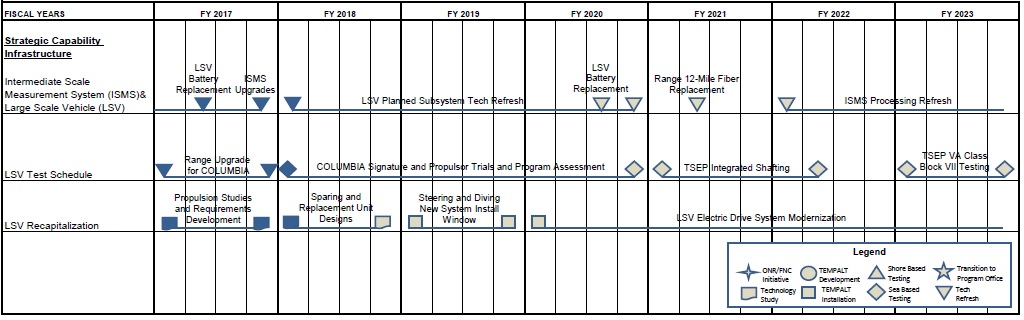 FISCAL YEARS FY 2017 FY 2018 FY 2019 FY 2020 FY 2021 FY 2022 FY 2023
Strategic Capability
Infrastructure
Intermediate Scale
Measurement System (ISMS)&
Large Scale Vehicle (LSV)
LSV
Battery
Replacement
ISMS
Upgrades
LSV Planned Subsystem Tech Refresh
LSV
Battery
Replacement
Range 12-Mile Fiber
Replacement
ISMS Processing Refresh
LSV Test Schedule
Range Upgrade
for COLUMBIA
COLUMBIA Signature and Propulsor Trials and Program Assessment
TSEP Integrated Shafting
TSEP VA Class
Block VII Testing
LSV Recapitalization
Propulsion Studies
and Requirements
Development
Sparing and
Replacement Unit
Designs
Steering and Diving
New System Install
Window
LSV Electric Drive System Modernization
Legend
ONR/FNC
Initiative
TEMPALT
Development
Shore Based
Testing
Transition to
Program Office
Technology
Study
TEMPALT
Installation
Sea Based
Testing
Tech
Refresh